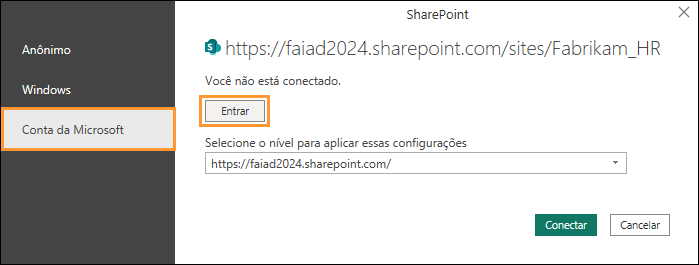 SharePoint
Anônimo
Windows
Conta da Microsoft
https://faiad2024.sharepoint.com/sites/Fabrikam_HR
Você não está conectado.
Entrar
Selecione o nível para aplicar essas configurações
https://faiad2024.sharepoint.com/
Conectar
Cancelar